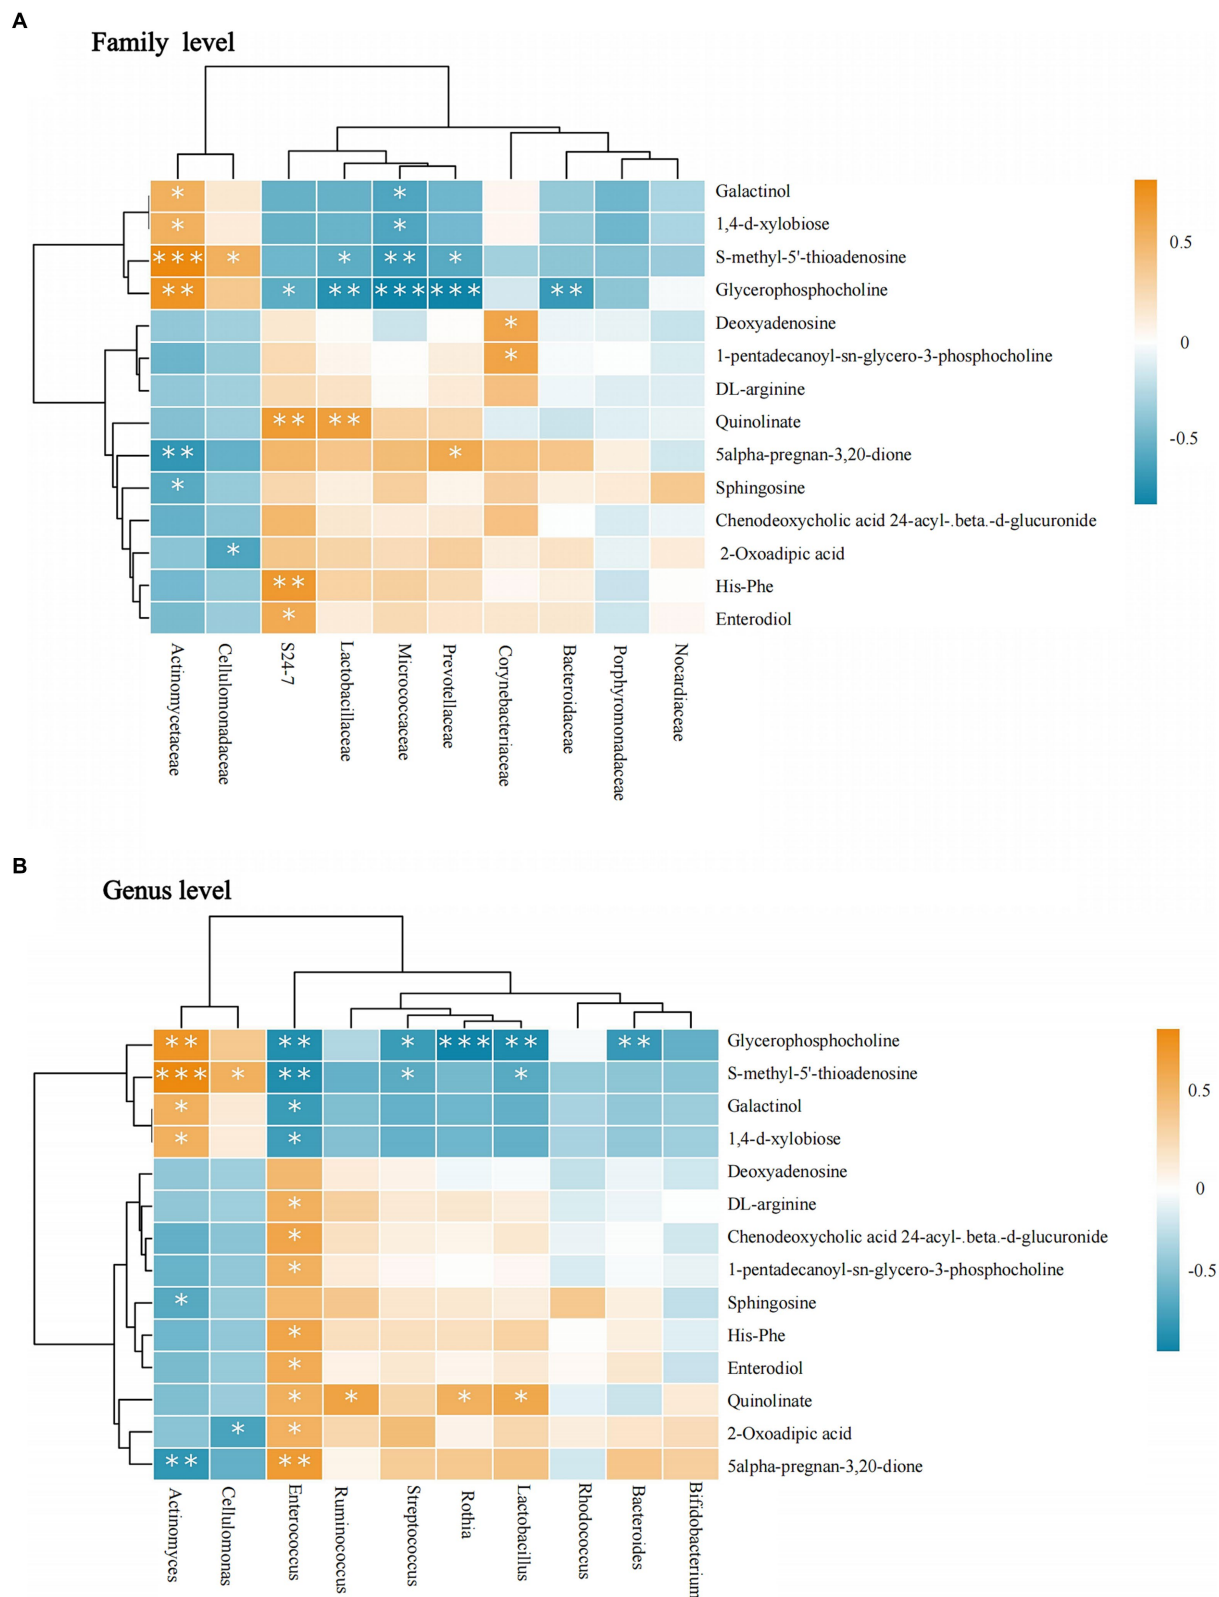 A
Family level
* *
Galactinol
* *
1,4-d-xylobiose
*** * * ** *
S-methyl-5'-thioadenosine
** * ** *** *** **
Glycerophosphocholine
*
Deoxyadenosine
*
1-pentadecanoyl-sn-glycero-3-phosphocholine
DL-arginine
** **
Quinolinate
** *
5alpha-pregnan-3,20-dione
*
Sphingosine
Chenodeoxycholic acid 24-acyl-.beta.-d-glucuronide
*
2-Oxoadipic acid
**
His-Phe
*
Enterodiol
0.5
0
-0.5
Actinomycetaceae
Cellulomonadaceae
S24-7
Lactobacillaceae
Micrococcaceae
Prevotellaceae
Corynebacteriaceae
Bacteroidaceae
Porphyromonadaceae
Nocardiaceae
B
Genus level
** ** * *** ** **
Glycerophosphocholine
*** * ** * *
S-methyl-5'-thioadenosine
* *
Galactinol
* *
1,4-d-xylobiose
Deoxyadenosine
*
DL-arginine
*
Chenodeoxycholic acid 24-acyl-.beta.-d-glucuronide
*
1-pentadecanoyl-sn-glycero-3-phosphocholine
*
Sphingosine
*
His-Phe
*
Enterodiol
* * * *
Quinolinate
* *
2-Oxoadipic acid
** **
5alpha-pregnan-3,20-dione
0.5
0
-0.5
Actinomyces
Cellulomonas
Enterococcus
Ruminococcus
Streptococcus
Rothia
Lactobacillus
Rhodococcus
Bacteroides
Bifidobacterium